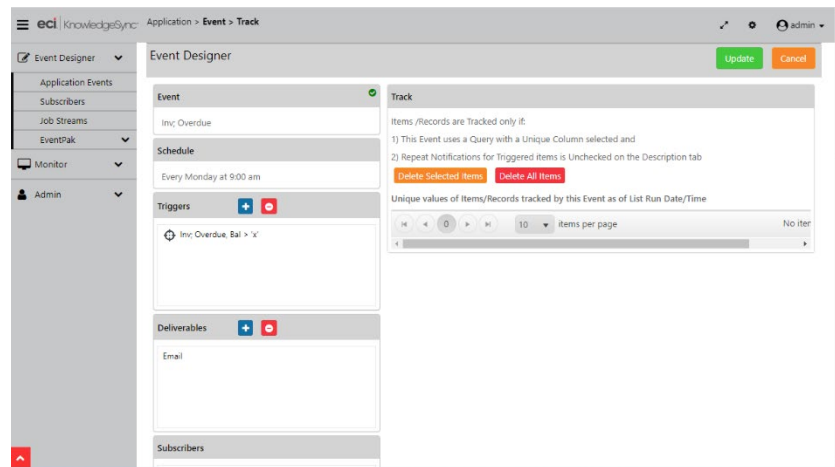 eci KnowledgeSync
Application > Event > Track
admin
Event Designer
Application Events
Subscribers
Job Streams
EventPak
Monitor
Admin
Event Designer
Update
Cancel
Event
Inv; Overdue
Schedule
Every Monday at 9:00 am
Triggers
Inv; Overdue, Bal > 'x'
Deliverables
Email
Subscribers
Track
Items /Records are Tracked only if:
1) This Event uses a Query with a Unique Column selected and
2) Repeat Notifications for Triggered items is Unchecked on the Description tab
Delete Selected Items
Delete All Items
Unique values of Items/Records tracked by this Event as of List Run Date/Time
0
10
items per page
No iter